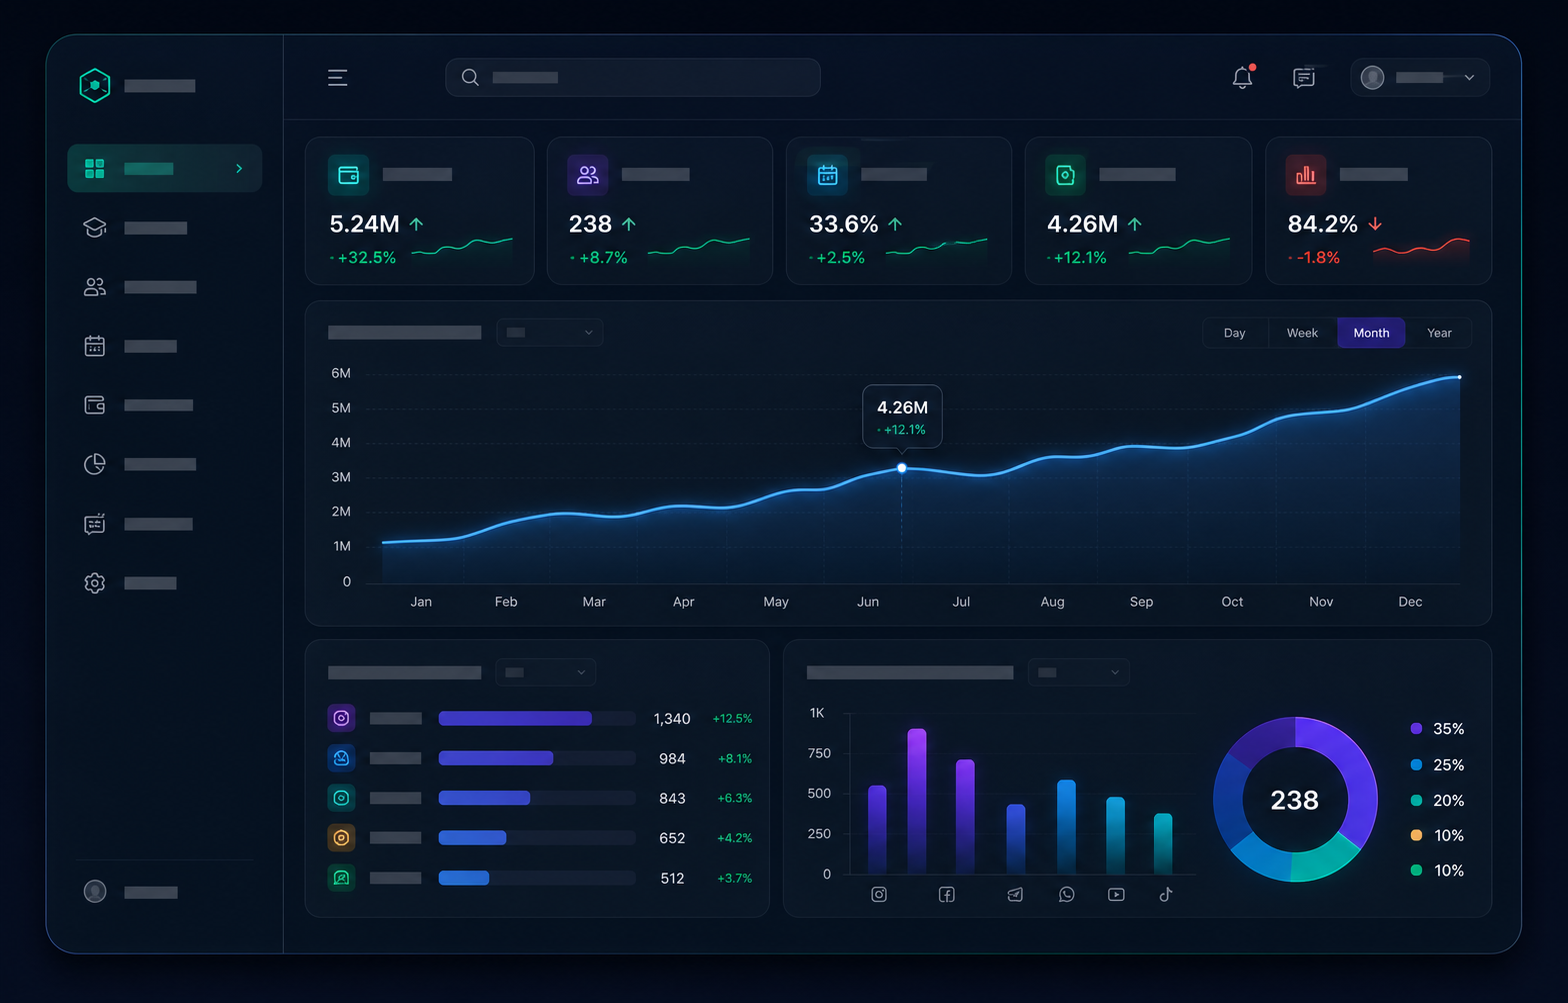 5.24M
+32.5%
238
+8.7%
33.6%
+2.5%
4.26M
+12.1%
84.2%
-1.8%
Day Week Month Year
6M
5M
4M
3M
2M
1M
0
4.26M
+12.1%
Jan Feb Mar Apr May Jun Jul Aug Sep Oct Nov Dec
1,340 +12.5%
984 +8.1%
843 +6.3%
652 +4.2%
512 +3.7%
1K
750
500
250
0
238
35%
25%
20%
10%
10%